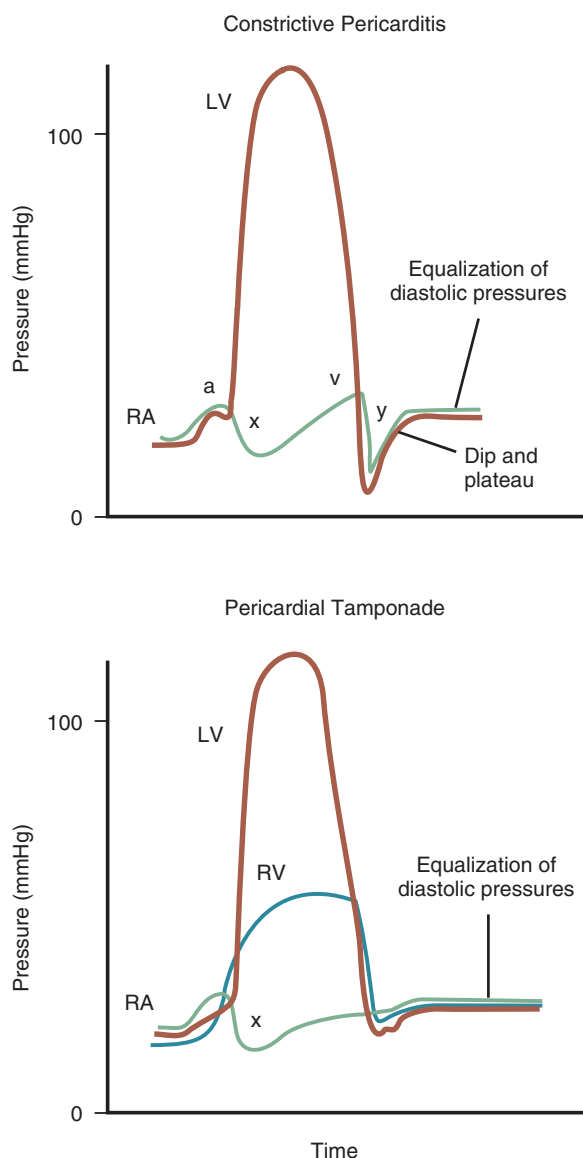 Constrictive Pericarditis
LV
100
Pressure (mmHg)
Equalization of
diastolic pressures
a
v
RA
x
y
Dip and
plateau
0
Pericardial Tamponade
100
LV
RV
Equalization of
diastolic pressures
Pressure (mmHg)
RA
x
0
Time